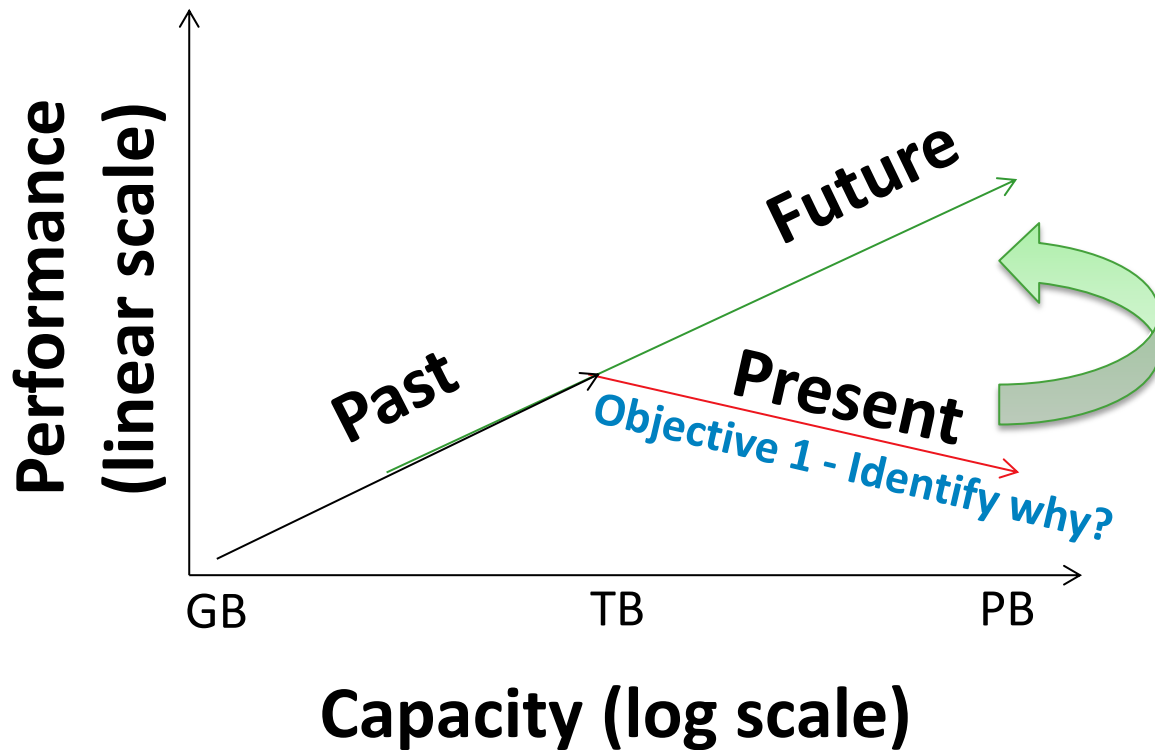 Performance
(linear scale)
Past
Future
Present
Objective 1 - Identify why?
GB
TB
PB
Capacity (log scale)